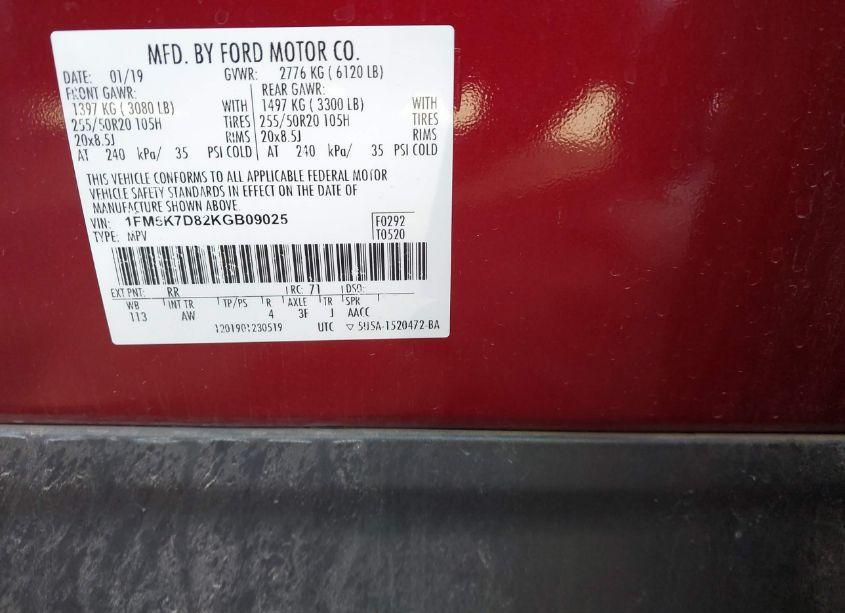 MFD. BY FORD MOTOR CO.
DATE: 01/19 GVWR: 2776 KG ( 6120 LB)
FRONT GAWR: REAR GAWR:
1397 KG ( 3080 LB) WITH 1497 KG ( 3300 LB) WITH
255/50R20 105H TIRES 255/50R20 105H TIRES
20x8.5J RIMS 20x8.5J RIMS
AT 240 kPa/ 35 PSI COLD AT 240 kPa/ 35 PSI COLD
THIS VEHICLE CONFORMS TO ALL APPLICABLE FEDERAL MOTOR
VEHICLE SAFETY STANDARDS IN EFFECT ON THE DATE OF
MANUFACTURE SHOWN ABOVE.
VIN: 1FM5K7D82KGB09025 F0292
TYPE: MPV T0520
EXT PNT: RR RC: 71 DSO:
WB INT TR TP/PS R AXLE TR SPR
113 AW 4 3F J AACC
1201901230519 UTC ▽ 5U5A-1520472-BA